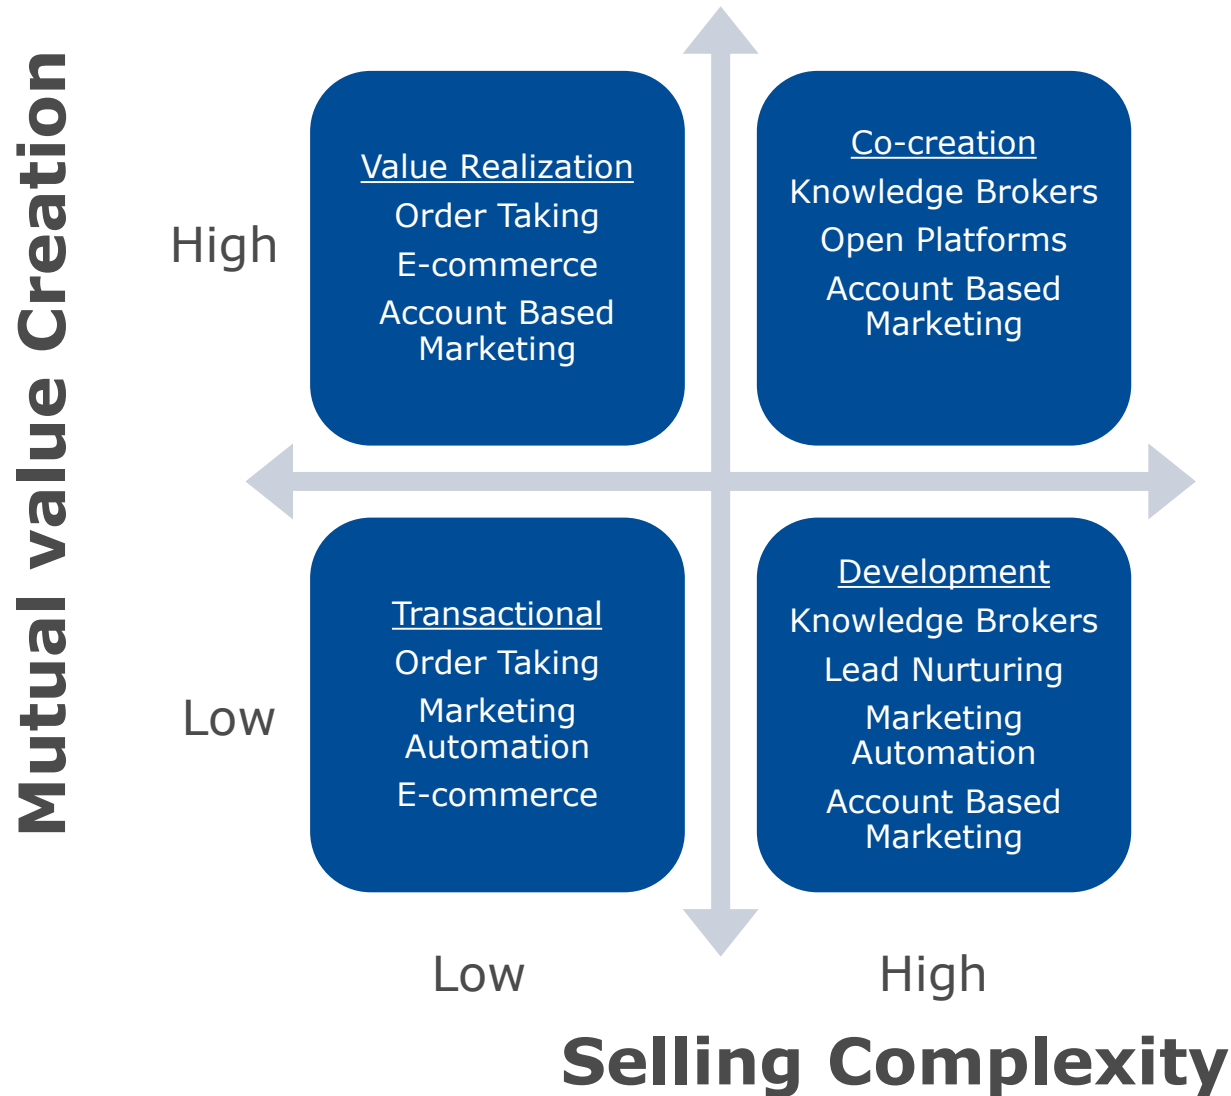 Mutual value Creation
High
Value Realization
Order Taking
E-commerce
Account Based
Marketing
Co-creation
Knowledge Brokers
Open Platforms
Account Based
Marketing
Low
Transactional
Order Taking
Marketing
Automation
E-commerce
Development
Knowledge Brokers
Lead Nurturing
Marketing
Automation
Account Based
Marketing
Low
High
Selling Complexity